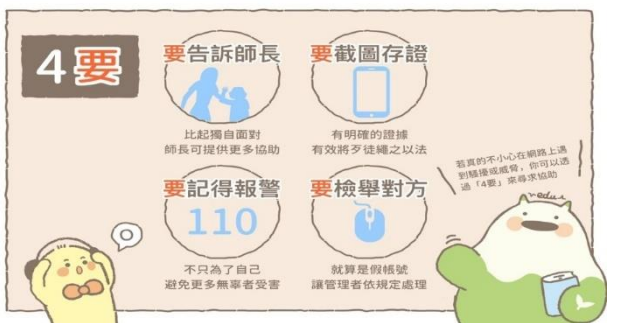 4要
要告訴師長
比起獨自面對
師長可提供更多協助
要截圖存證
有明確的證據
有效將歹徒繩之以法
要記得報警
110
不只為了自己
避免更多無辜者受害
要檢舉對方
就算是假帳號
讓管理者依規定處理
若真的不小心在網路上遇
到騷擾或威脅，你可以透
過「4要」來尋求協助